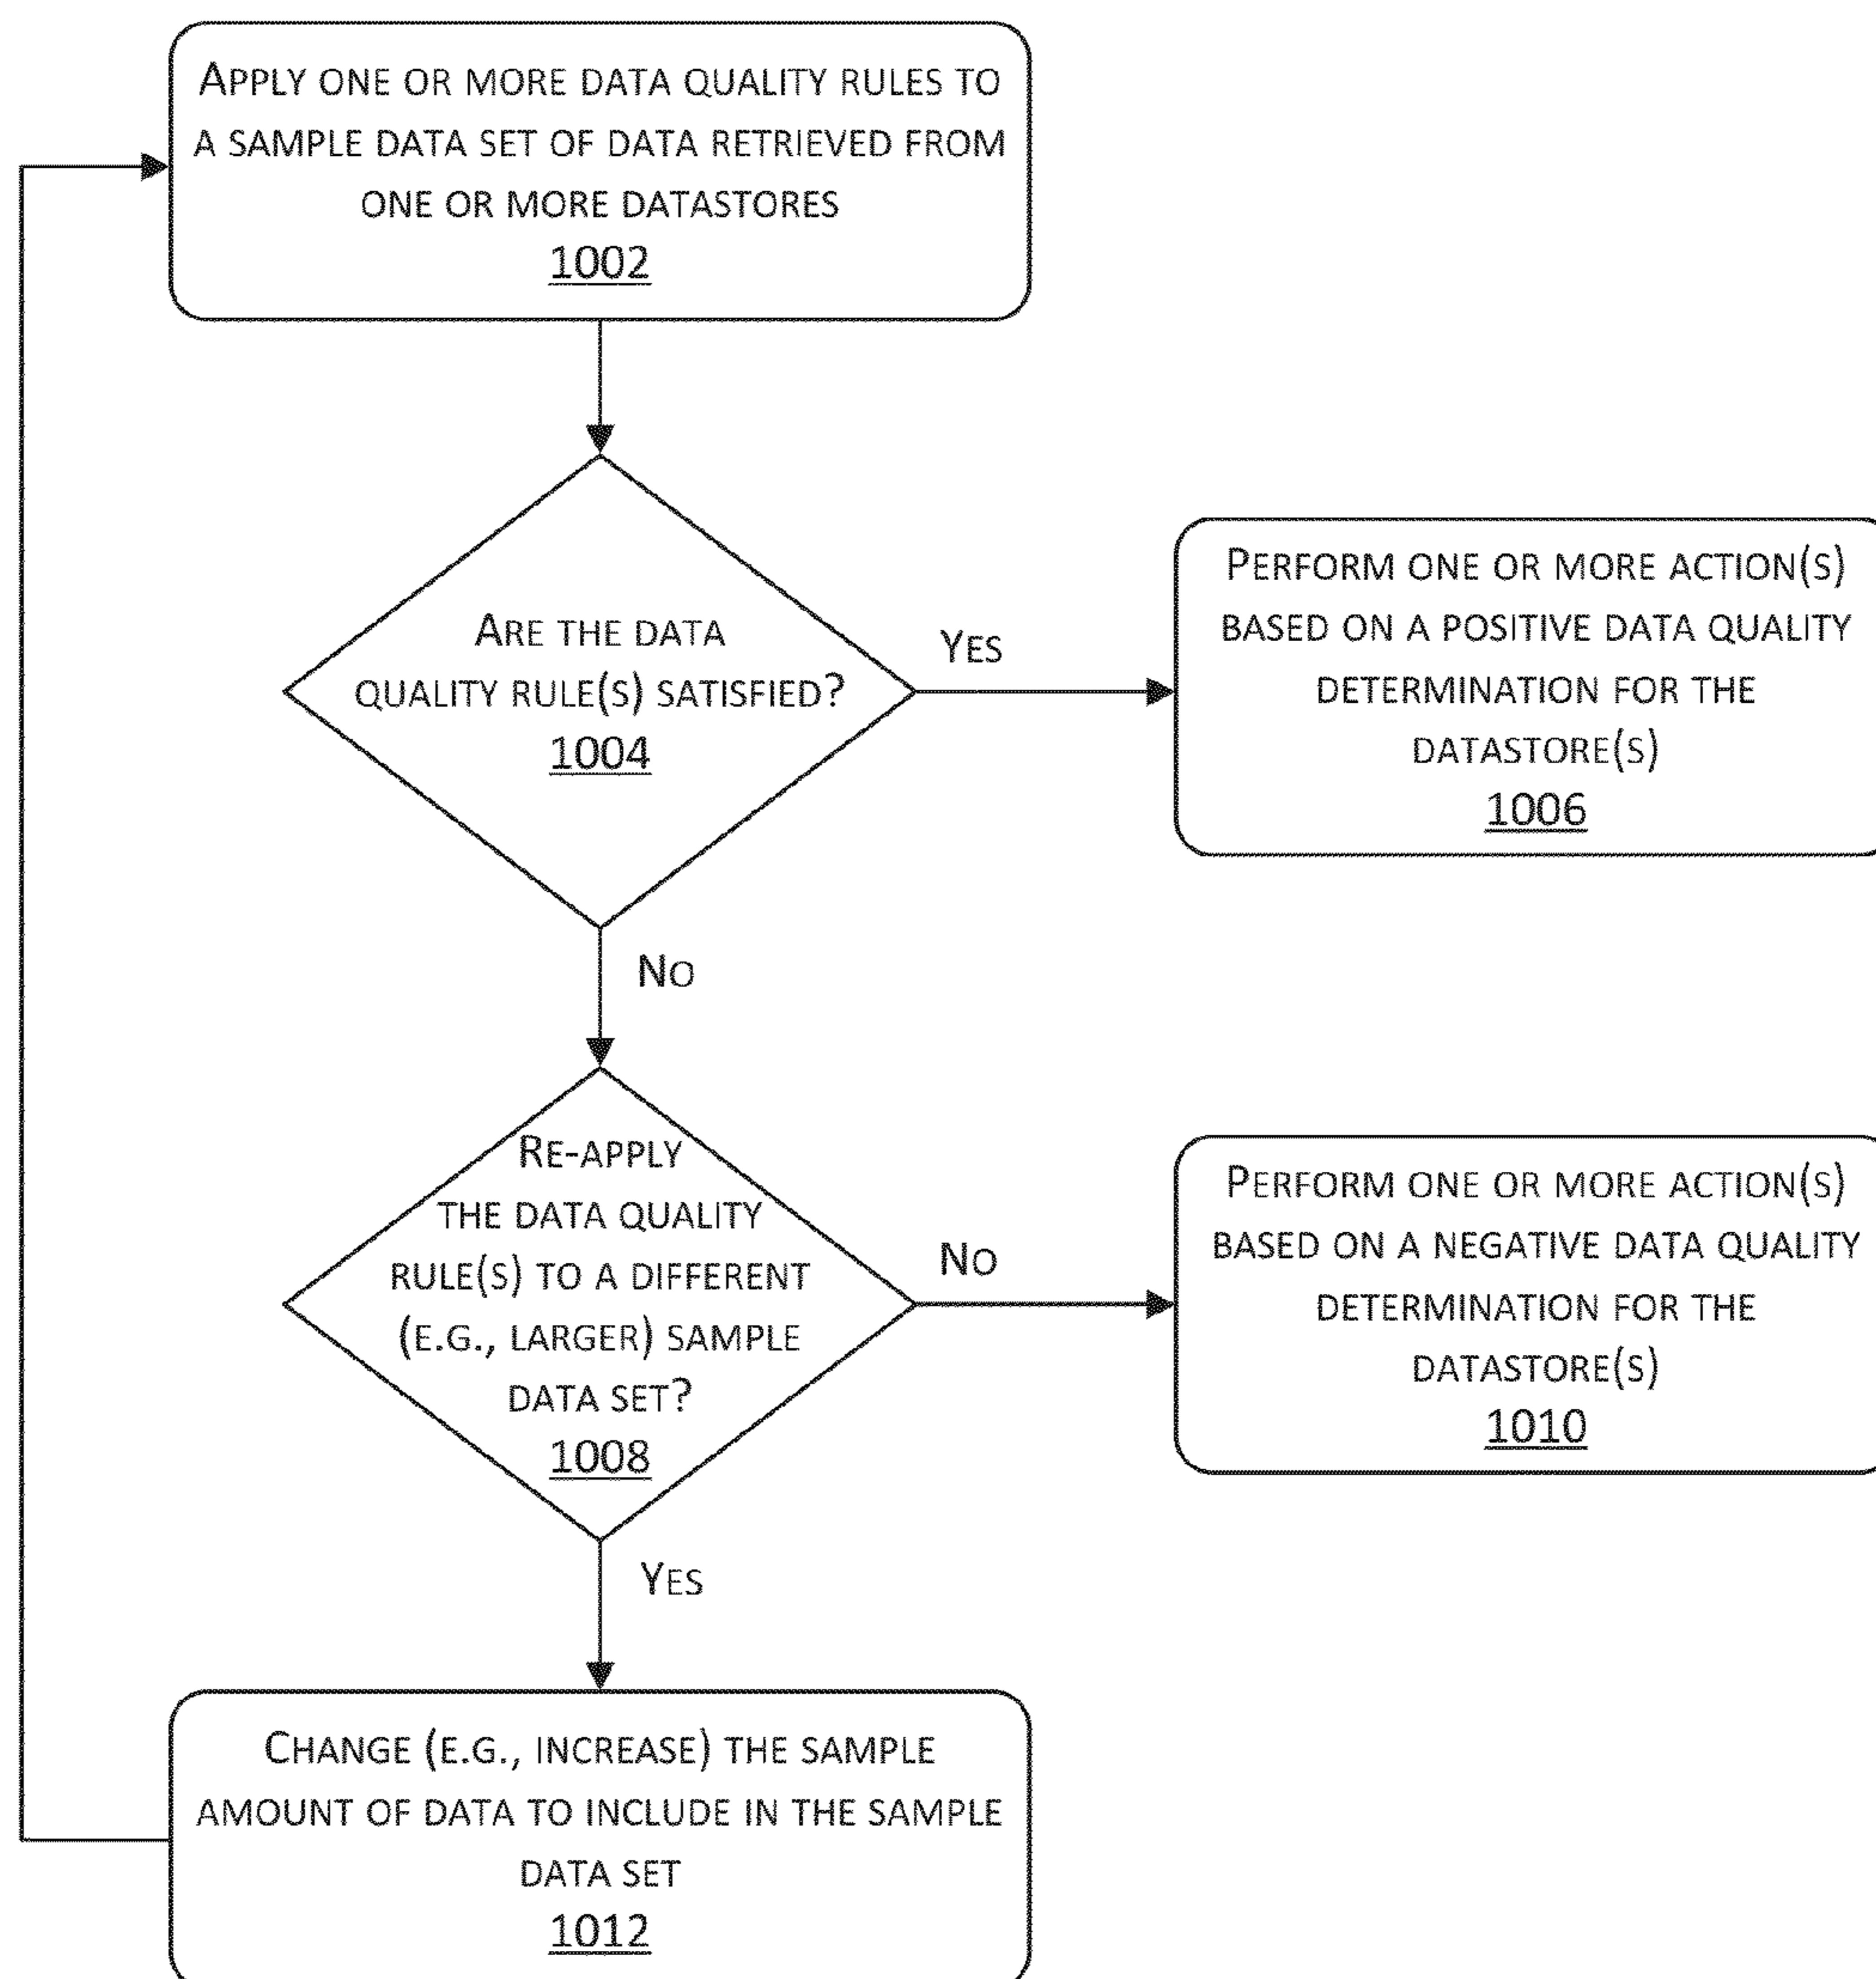 APPLY ONE OR MORE DATA QUALITY RULES TO
A SAMPLE DATA SET OF DATA RETRIEVED FROM
ONE OR MORE DATASTORES
1002
ARE THE DATA
QUALITY RULE(S) SATISFIED?
1004
YES
PERFORM ONE OR MORE ACTION(S)
BASED ON A POSITIVE DATA QUALITY
DETERMINATION FOR THE
DATASTORE(S)
1006
NO
RE-APPLY
THE DATA QUALITY
RULE(S) TO A DIFFERENT
(E.G., LARGER) SAMPLE
DATA SET?
1008
NO
PERFORM ONE OR MORE ACTION(S)
BASED ON A NEGATIVE DATA QUALITY
DETERMINATION FOR THE
DATASTORE(S)
1010
YES
CHANGE (E.G., INCREASE) THE SAMPLE
AMOUNT OF DATA TO INCLUDE IN THE SAMPLE
DATA SET
1012